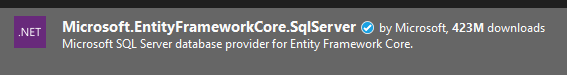 .NET
Microsoft.EntityFrameworkCore.SqlServer by Microsoft, 423M downloads
Microsoft SQL Server database provider for Entity Framework Core.